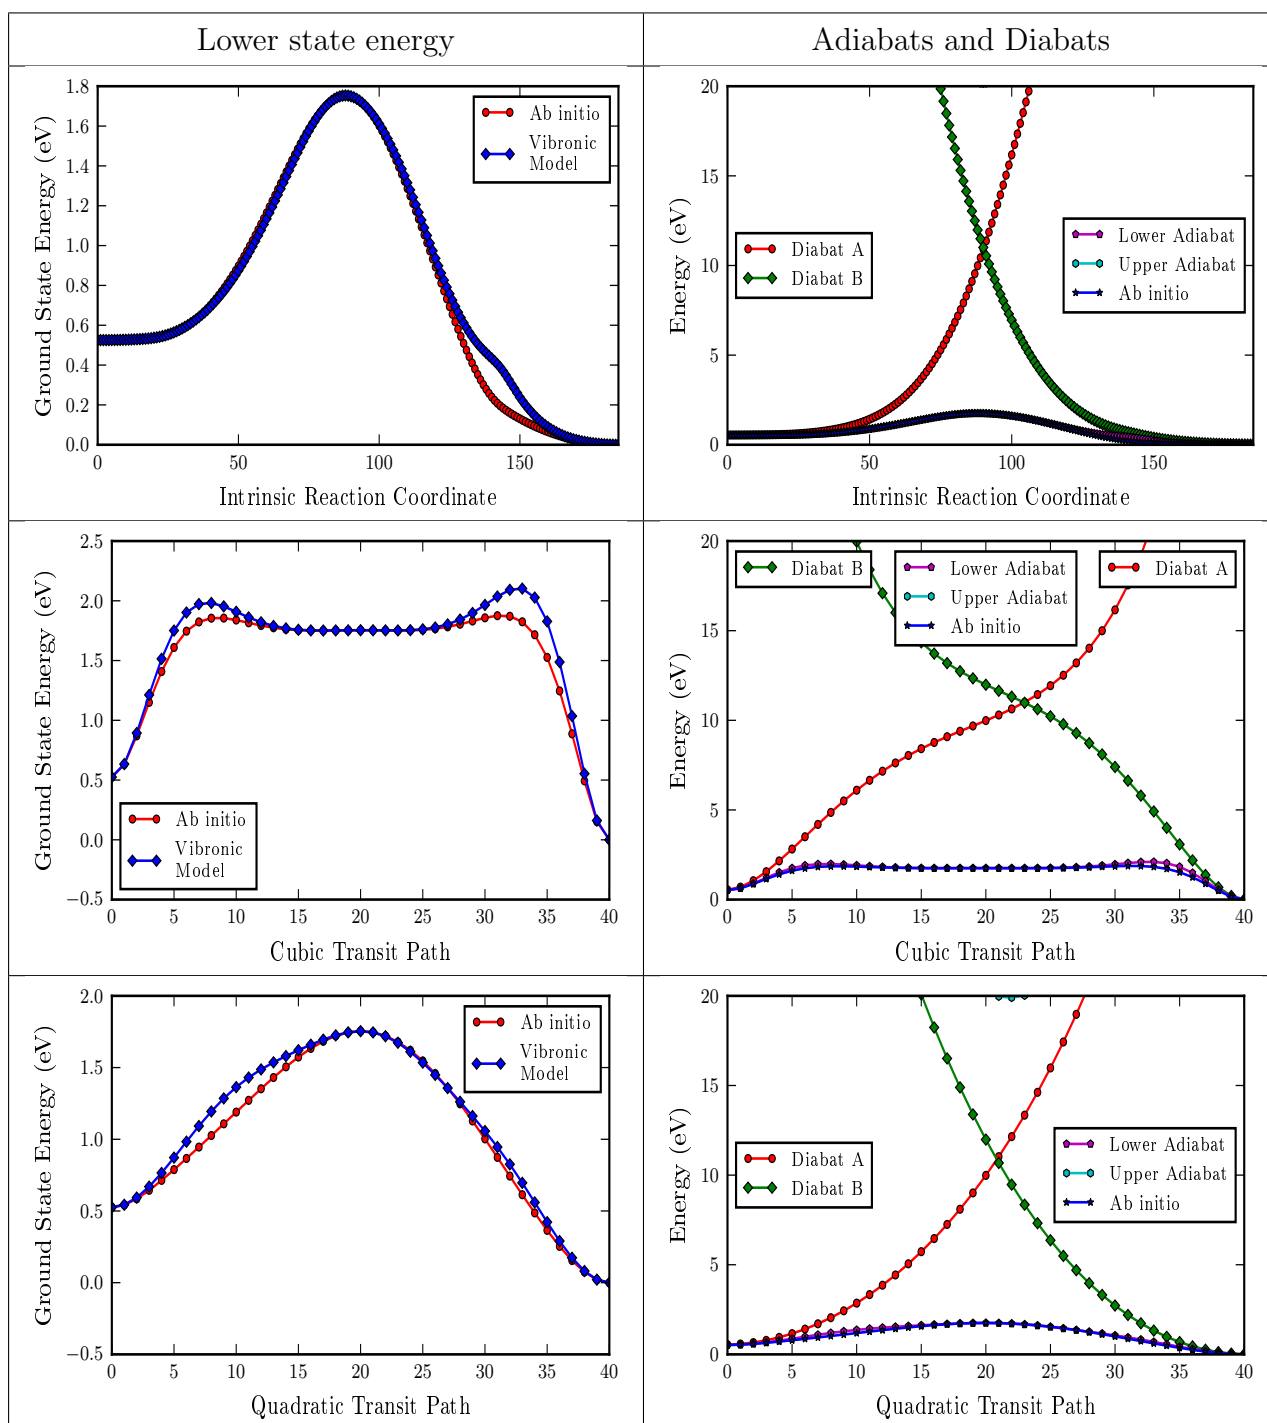 Lower state energy
Adiabats and Diabats
1.8
1.6
1.4
1.2
1.0
0.8
0.6
0.4
0.2
0.0
0
50
100
150
Ground State Energy (eV)
Intrinsic Reaction Coordinate
Ab initio
Vibronic
Model
20
15
10
5
0
0
50
100
150
Energy (eV)
Intrinsic Reaction Coordinate
Diabat A
Diabat B
Lower Adiabat
Upper Adiabat
Ab initio
2.5
2.0
1.5
1.0
0.5
0.0
−0.5
0
5
10
15
20
25
30
35
40
Ground State Energy (eV)
Cubic Transit Path
Ab initio
Vibronic
Model
20
15
10
5
0
0
5
10
15
20
25
30
35
40
Energy (eV)
Cubic Transit Path
Diabat B
Lower Adiabat
Upper Adiabat
Ab initio
Diabat A
2.0
1.5
1.0
0.5
0.0
−0.5
0
5
10
15
20
25
30
35
40
Ground State Energy (eV)
Quadratic Transit Path
Ab initio
Vibronic
Model
20
15
10
5
0
0
5
10
15
20
25
30
35
40
Energy (eV)
Quadratic Transit Path
Diabat A
Diabat B
Lower Adiabat
Upper Adiabat
Ab initio